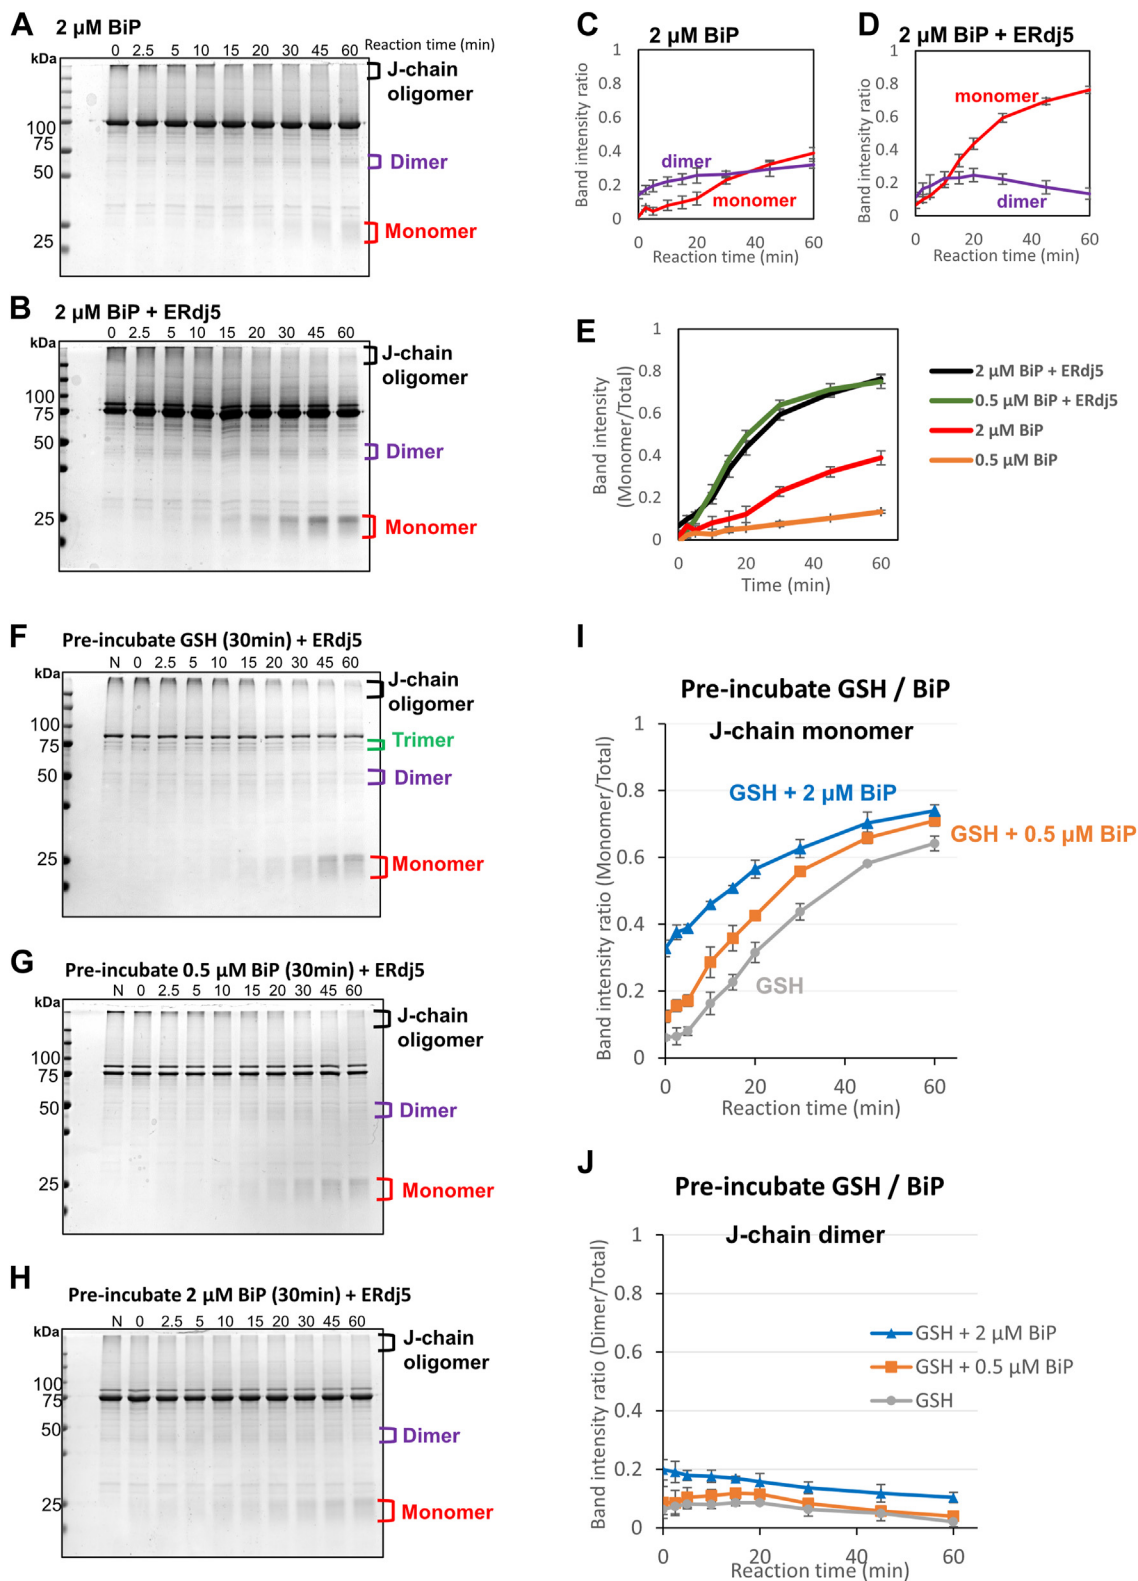 A
2 µM BiP
kDa
0 2.5 5 10 15 20 30 45 60 Reaction time (min)
100
75
50
25
J-chain
oligomer
Dimer
Monomer
B
2 µM BiP + ERdj5
kDa
0 2.5 5 10 15 20 30 45 60
100
75
50
25
J-chain
oligomer
Dimer
Monomer
C
2 µM BiP
Band intensity ratio
1
0.8
0.6
0.4
0.2
0
dimer
monomer
0 20 40 60
Reaction time (min)
D
2 µM BiP + ERdj5
Band intensity ratio
1
0.8
0.6
0.4
0.2
0
monomer
dimer
0 20 40 60
Reaction time (min)
E
Band intensity
(Monomer/Total)
1
0.8
0.6
0.4
0.2
0
0 20 40 60
Time (min)
2 µM BiP + ERdj5
0.5 µM BiP + ERdj5
2 µM BiP
0.5 µM BiP
F
Pre-incubate GSH (30min) + ERdj5
kDa
N 0 2.5 5 10 15 20 30 45 60
100
75
50
25
J-chain
oligomer
Trimer
Dimer
Monomer
G
Pre-incubate 0.5 µM BiP (30min) + ERdj5
kDa
N 0 2.5 5 10 15 20 30 45 60
100
75
50
25
J-chain
oligomer
Dimer
Monomer
H
Pre-incubate 2 µM BiP (30min) + ERdj5
kDa
N 0 2.5 5 10 15 20 30 45 60
100
75
50
25
J-chain
oligomer
Dimer
Monomer
I
Pre-incubate GSH / BiP
J-chain monomer
Band intensity ratio (Monomer/Total)
1
0.8
0.6
0.4
0.2
0
GSH + 2 µM BiP
GSH + 0.5 µM BiP
GSH
0 20 40 60
Reaction time (min)
J
Pre-incubate GSH / BiP
J-chain dimer
Band intensity ratio (Dimer/Total)
1
0.8
0.6
0.4
0.2
0
GSH + 2 µM BiP
GSH + 0.5 µM BiP
GSH
0 20 40 60
Reaction time (min)